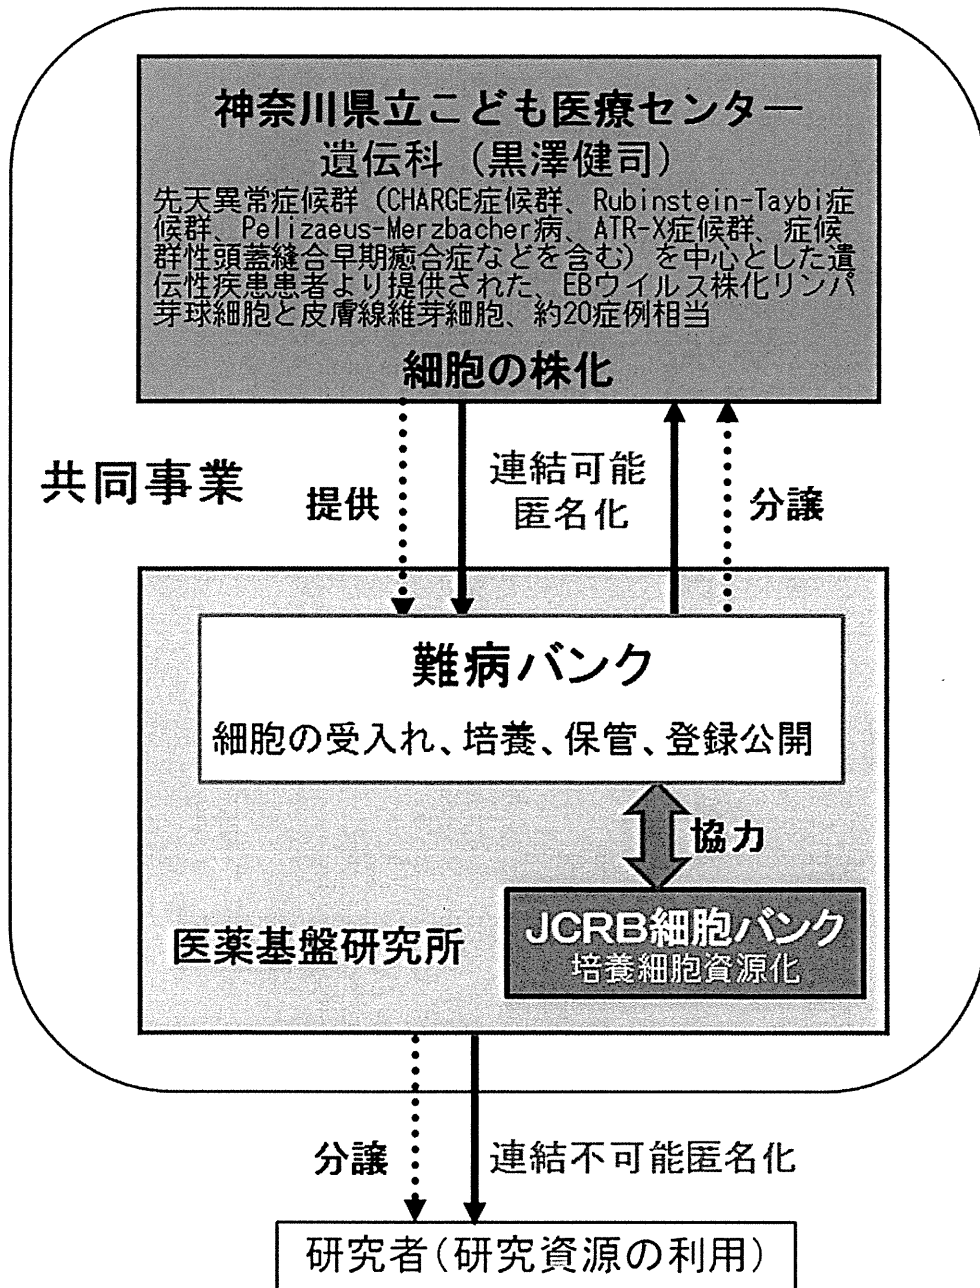 神奈川県立こども医療センター
遺伝科（黒澤健司）
先天異常症候群（CHARGE症候群、Rubinstein-Taybi症
候群、Pelizaeus-Merzbacher病、ATR-X症候群、症候
群性頭蓋縫合早期癒合症などを含む）を中心とした遺
伝性疾患患者より提供された、EBウイルス株化リンパ
芽球細胞と皮膚線維芽細胞、約20症例相当
細胞の株化
共同事業
提供
連結可能
匿名化
分譲
難病バンク
細胞の受入れ、培養、保管、登録公開
協力
医薬基盤研究所
JCRB細胞バンク
培養細胞資源化
分譲
連結不可能匿名化
研究者（研究資源の利用）